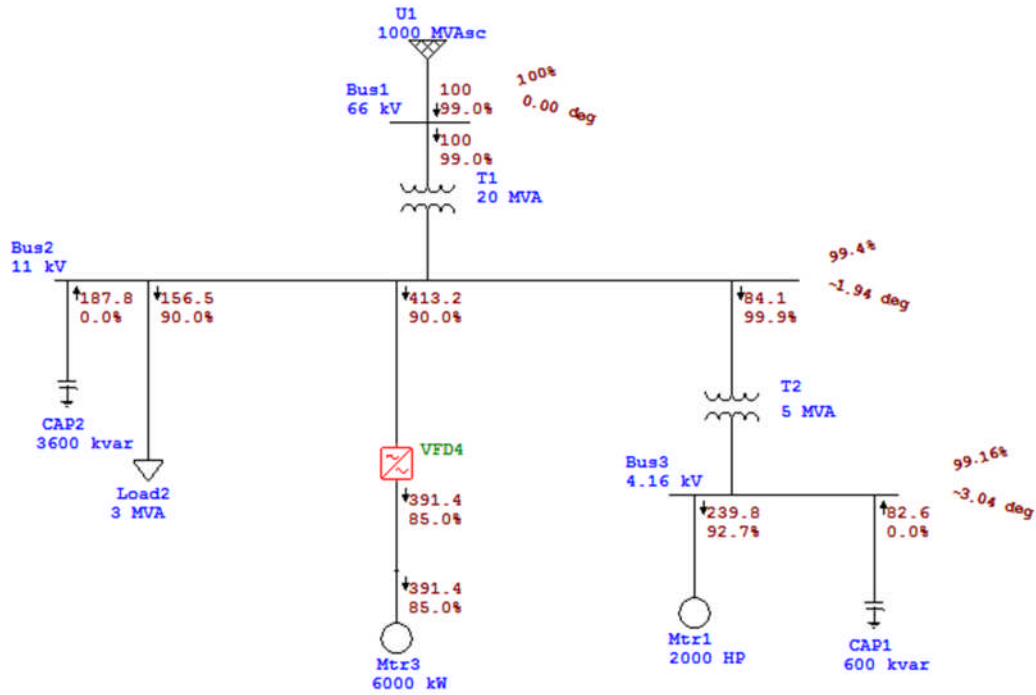 U1
1000 MVAsc
Bus1
66 kV
100
99.0%
100%
0.00 deg
100
99.0%
T1
20 MVA
Bus2
11 kV
99.4%
~1.94 deg
187.8
0.0%
156.5
90.0%
413.2
90.0%
84.1
99.9%
CAP2
3600 kvar
Load2
3 MVA
VFD4
T2
5 MVA
391.4
85.0%
391.4
85.0%
Mtr3
6000 kW
Bus3
4.16 kV
99.16%
~3.04 deg
239.8
92.7%
82.6
0.0%
Mtr1
2000 HP
CAP1
600 kvar